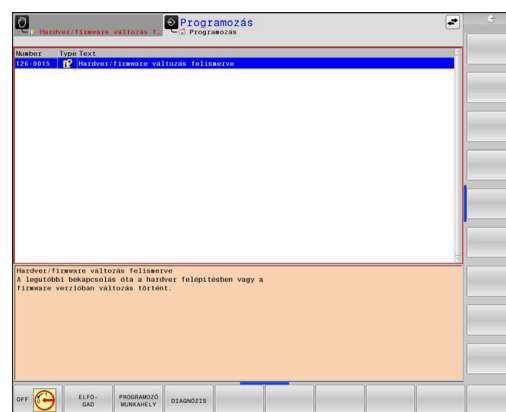 Hardver/firmware változás f…
Programozás
Programozás
Number Type Text
126-0015 Hardver/firmware változás felismerve
Hardver/firmware változás felismerve
A legutóbbi bekapcsolás óta a hardver felépítésben vagy a
firmware verzióban változás történt.
OFF
ELFO-
GAD
PROGRAMOZÓ
MUNKAHELY
DIAGNÓZIS